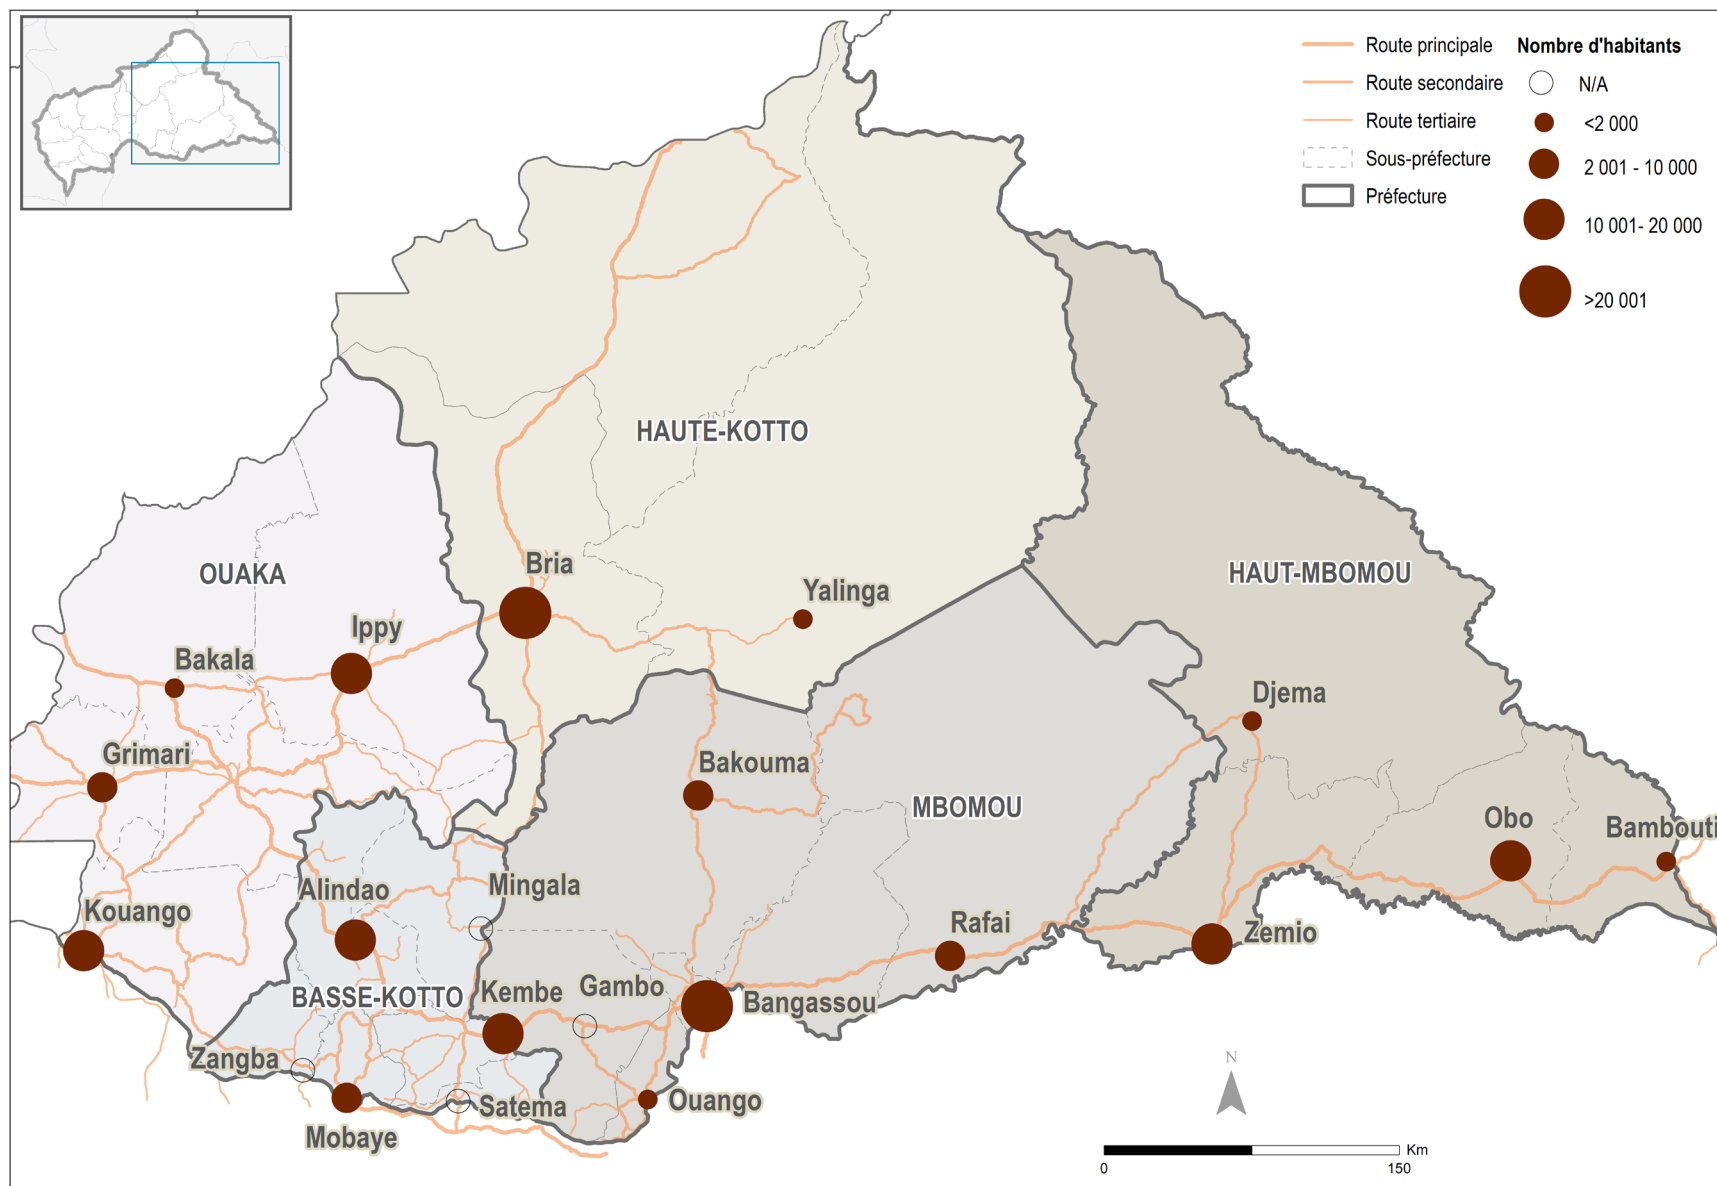 Route principale
Route secondaire
Route tertiaire
Sous-préfecture
Préfecture
Nombre d'habitants
N/A
<2 000
2 001 - 10 000
10 001- 20 000
>20 001
HAUTE-KOTTO
OUAKA
Bria
HAUT-MBOMOU
Yalinga
Ippy
Bakala
Djema
Grimari
Bakouma
MBOMOU
Obo
Bambouti
Mingala
Alindao
Kouango
Rafai
Zemio
BASSE-KOTTO
Kembe
Gambo
Bangassou
Zangba
Satema
Ouango
Mobaye
N
Km
0
150